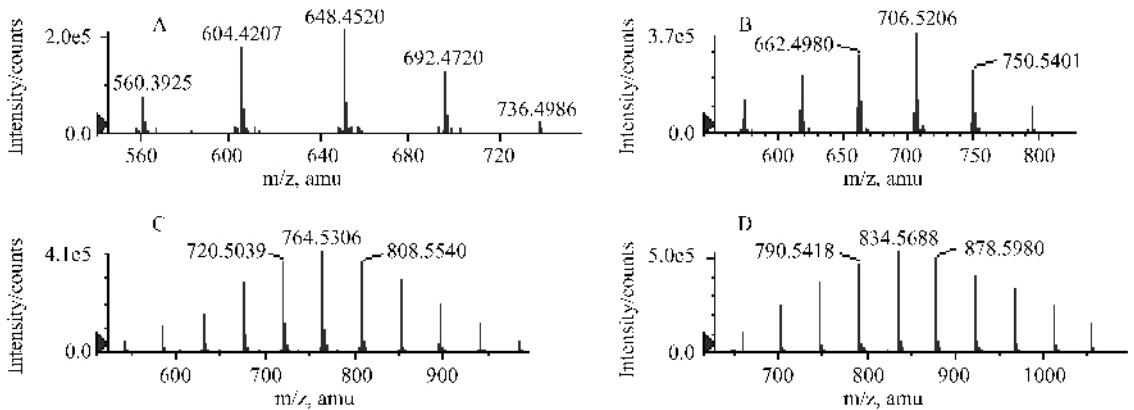 A
648.4520
604.4207
2.0e5
692.4720
560.3925
736.4986
0.0
560
600
640
680
720
m/z, amu
Intensity/counts
B
706.5206
3.7e5
662.4980
750.5401
0.0
600
650
700
750
800
m/z, amu
Intensity/counts
C
764.5306
4.1e5
720.5039
808.5540
0.0
600
700
800
900
m/z, amu
Intensity/counts
D
834.5688
5.0e5
790.5418
878.5980
0.0
700
800
900
1000
m/z, amu
Intensity/counts